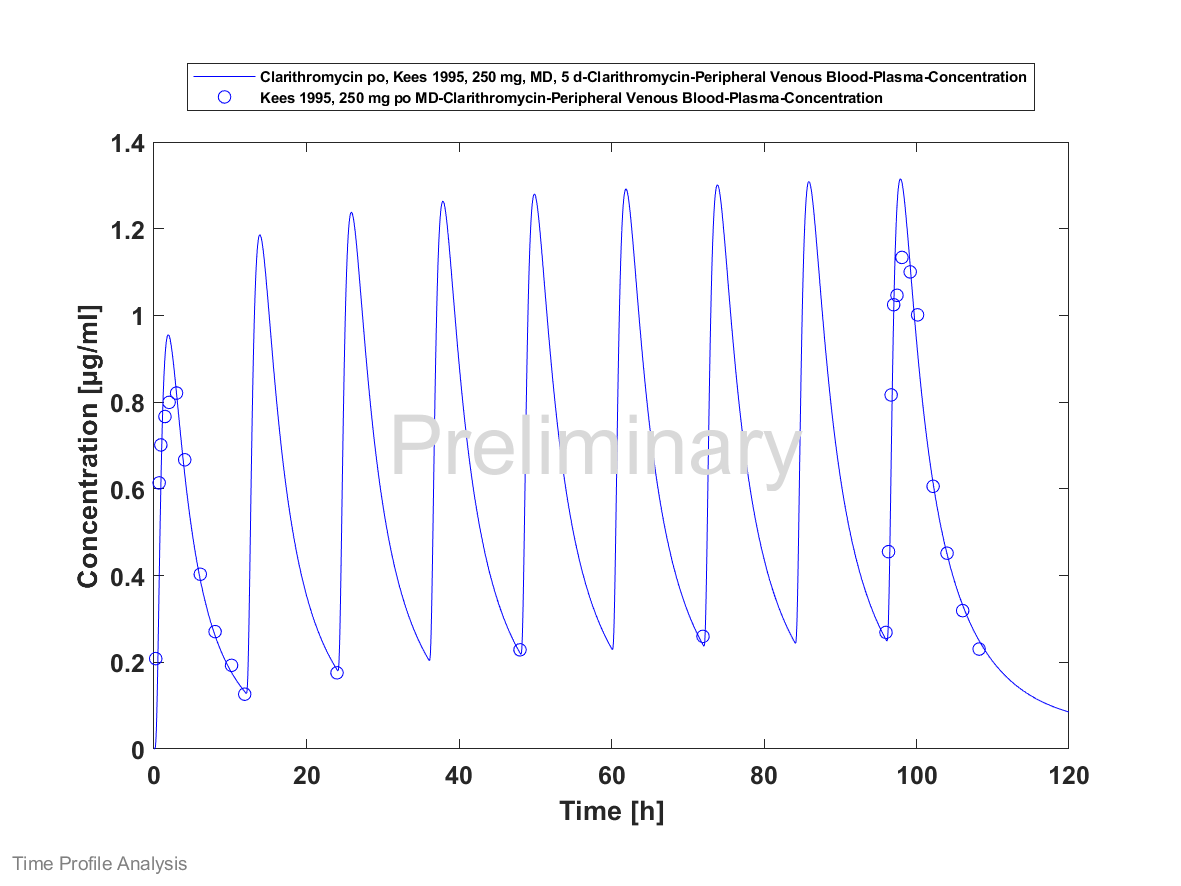 Clarithromycin po, Kees 1995, 250 mg, MD, 5 d-Clarithromycin-Peripheral Venous Blood-Plasma-Concentration
Kees 1995, 250 mg po MD-Clarithromycin-Peripheral Venous Blood-Plasma-Concentration
1.4
1.2
1
0.8
0.6
0.4
0.2
0
Concentration [µg/ml]
Preliminary
0 20 40 60 80 100 120
Time [h]
Time Profile Analysis